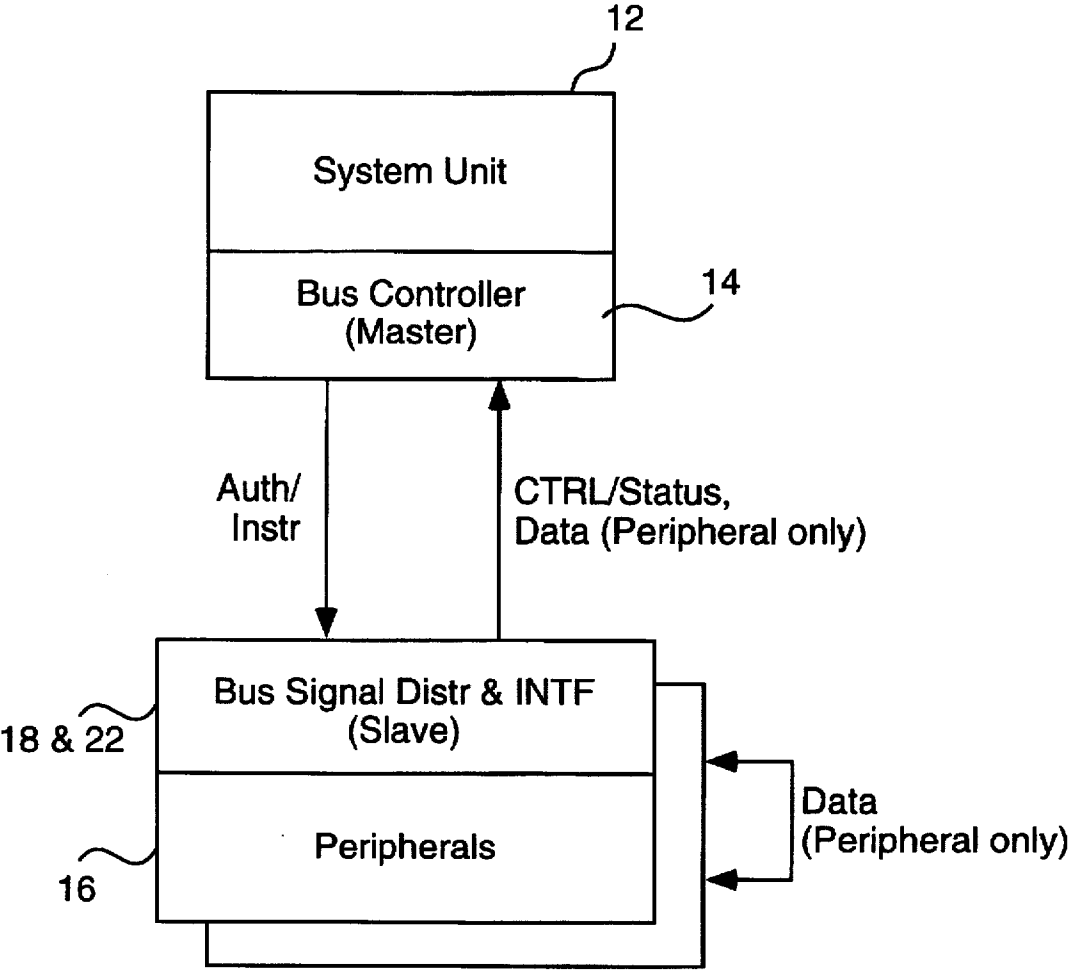 12
System Unit
Bus Controller
(Master)
14
Auth/
Instr
CTRL/Status,
Data (Peripheral only)
Bus Signal Distr & INTF
(Slave)
18 & 22
Peripherals
16
Data
(Peripheral only)